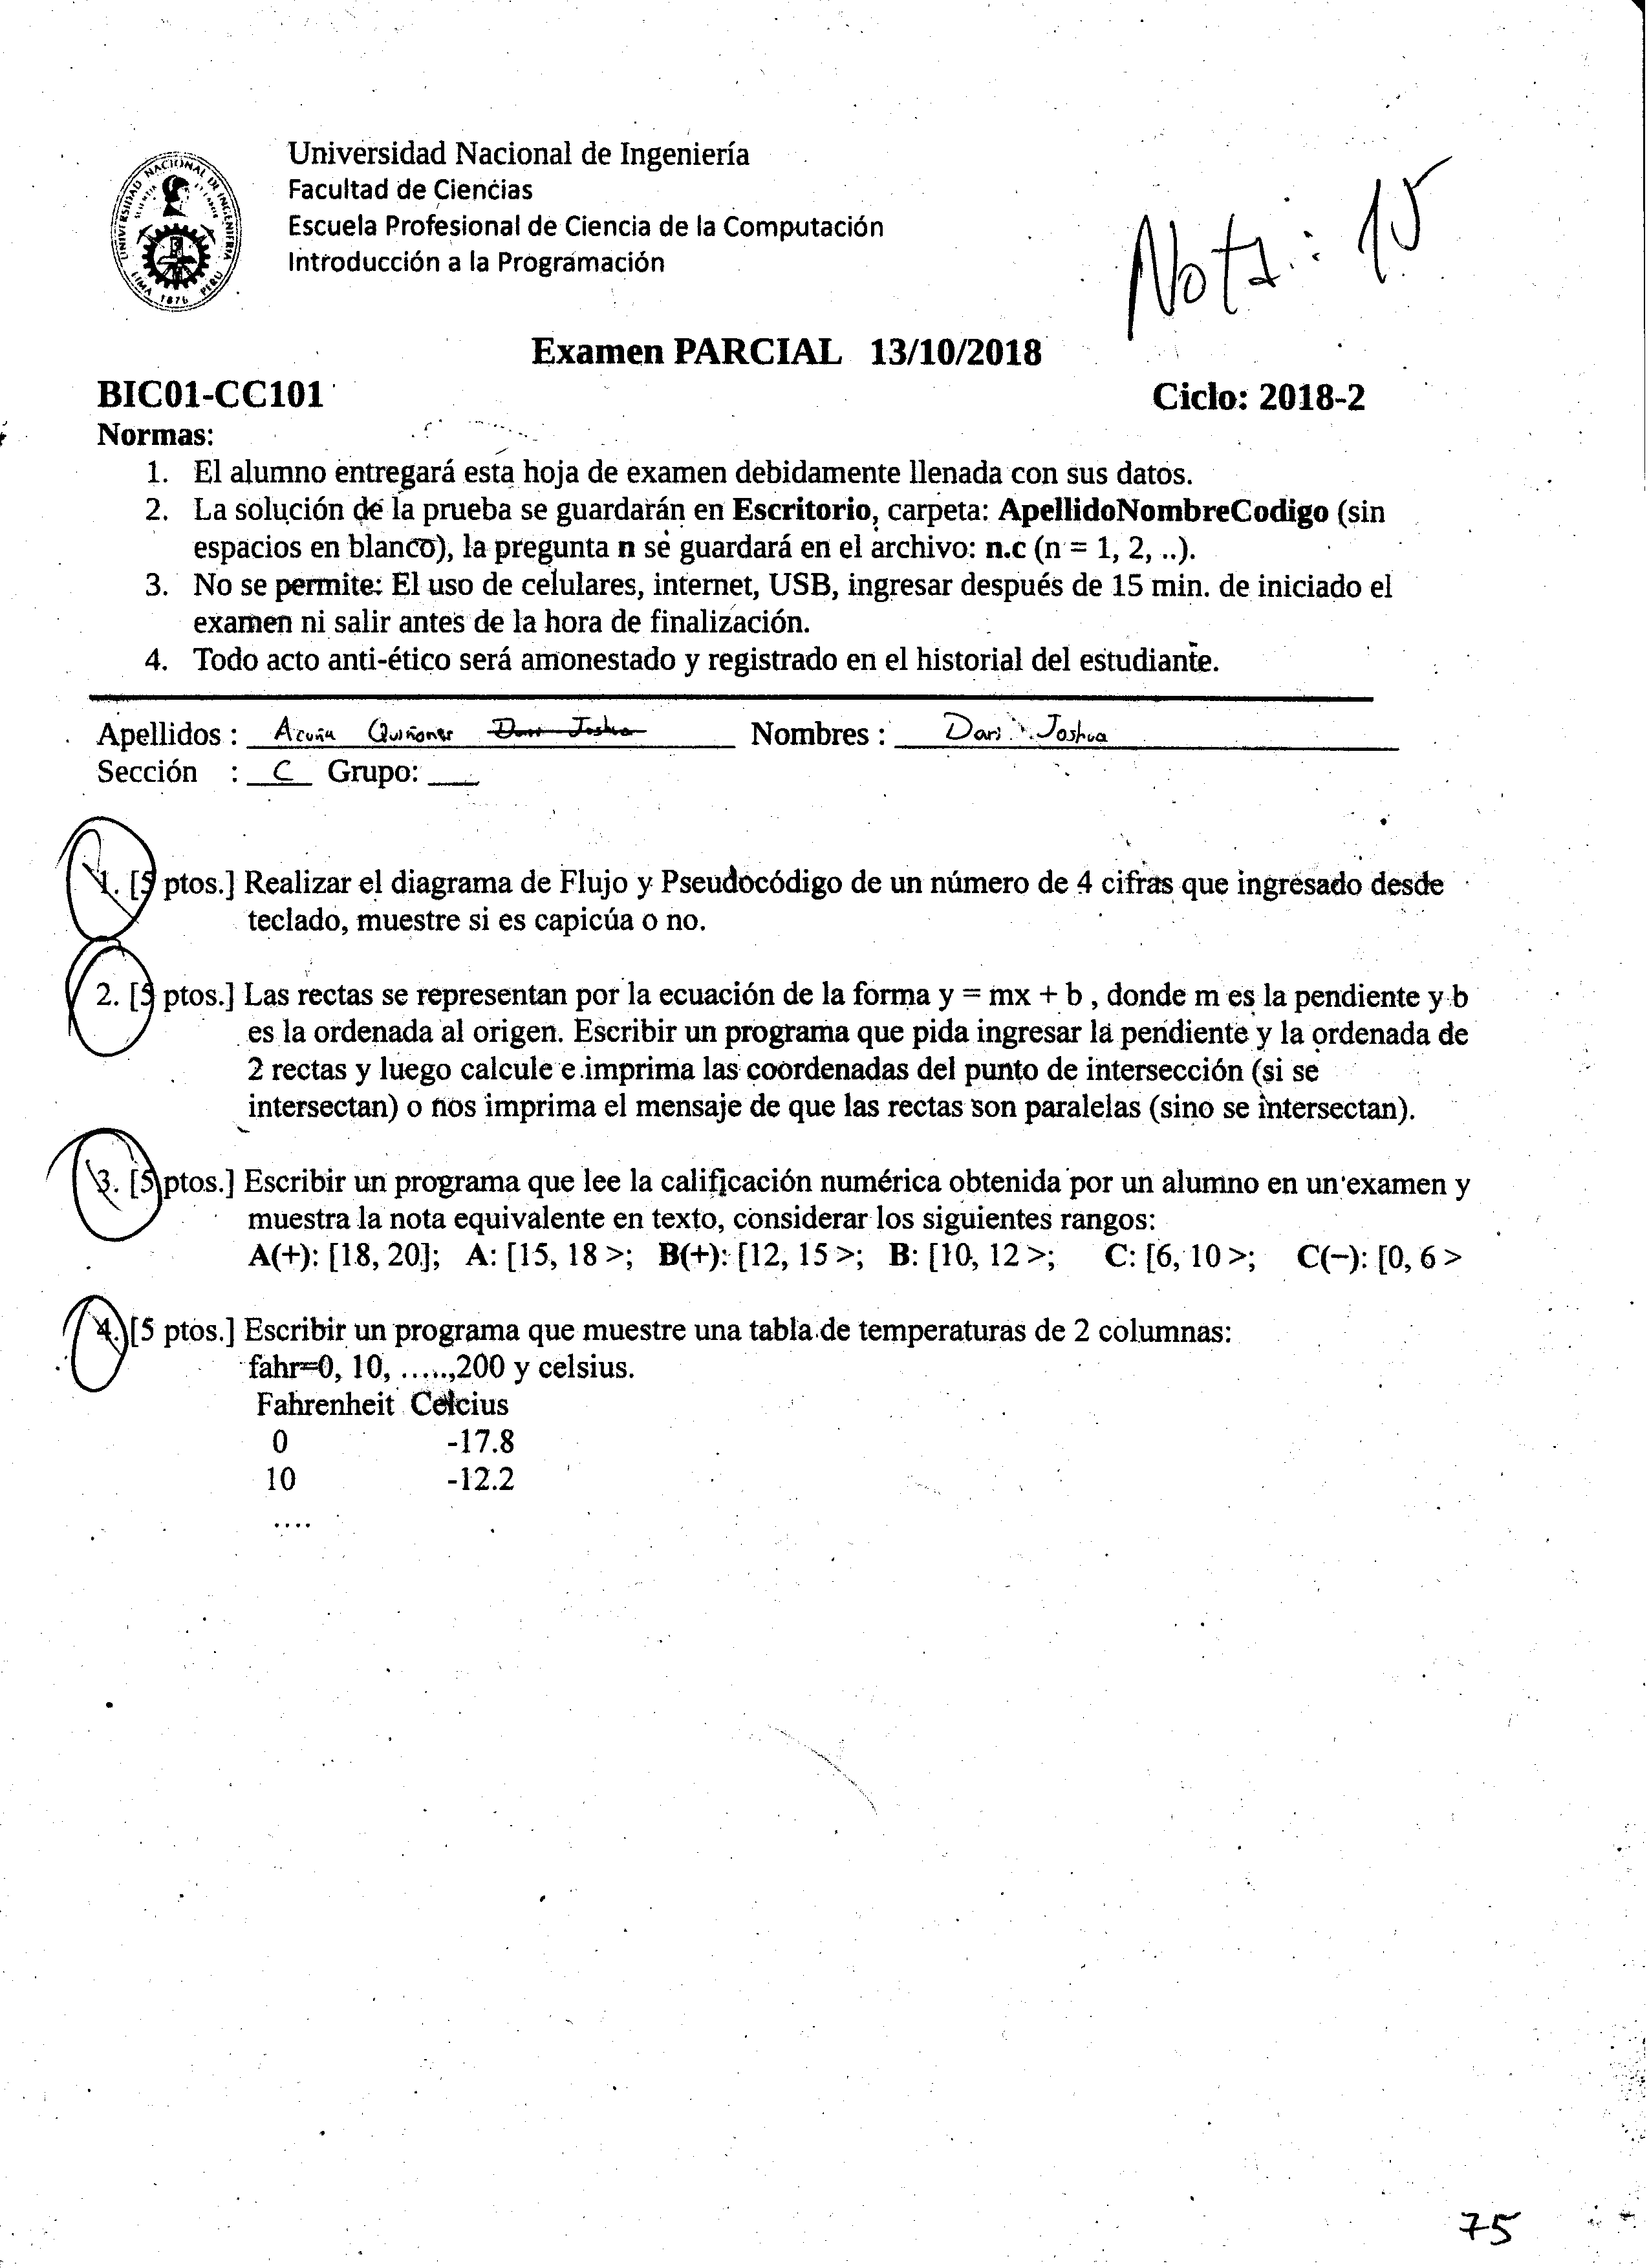 Universidad Nacional de Ingeniería
Facultad de Ciencias
Escuela Profesional de Ciencia de la Computación
Introducción a la Programación
UNIVERSIDAD NACIONAL DE INGENIERIA
LIMA 1876 PERU
Nota: 15
Examen PARCIAL 13/10/2018
BIC01-CC101
Ciclo: 2018-2
Normas:
1. El alumno entregará esta hoja de examen debidamente llenada con sus datos.
2. La solución de la prueba se guardarán en Escritorio, carpeta: ApellidoNombreCodigo (sin
espacios en blanco), la pregunta n se guardará en el archivo: n.c (n = 1, 2, ..).
3. No se permite: El uso de celulares, internet, USB, ingresar después de 15 min. de iniciado el
examen ni salir antes de la hora de finalización.
4. Todo acto anti-ético será amonestado y registrado en el historial del estudiante.
Apellidos : Acuña Quiñones Nombres : Dari Joshua
Sección : C Grupo: ___
1. [5 ptos.] Realizar el diagrama de Flujo y Pseudocódigo de un número de 4 cifras que ingresado desde
teclado, muestre si es capicúa o no.
2. [5 ptos.] Las rectas se representan por la ecuación de la forma y = mx + b , donde m es la pendiente y b
es la ordenada al origen. Escribir un programa que pida ingresar la pendiente y la ordenada de
2 rectas y luego calcule e imprima las coordenadas del punto de intersección (si se
intersectan) o nos imprima el mensaje de que las rectas son paralelas (sino se intersectan).
3. [5 ptos.] Escribir un programa que lee la calificación numérica obtenida por un alumno en un examen y
muestra la nota equivalente en texto, considerar los siguientes rangos:
A(+): [18, 20]; A: [15, 18 >; B(+): [12, 15 >; B: [10, 12 >; C: [6, 10 >; C(−): [0, 6 >
4. [5 ptos.] Escribir un programa que muestre una tabla de temperaturas de 2 columnas:
fahr=0, 10, .....,200 y celsius.
Fahrenheit Celcius
0 -17.8
10 -12.2
....
75